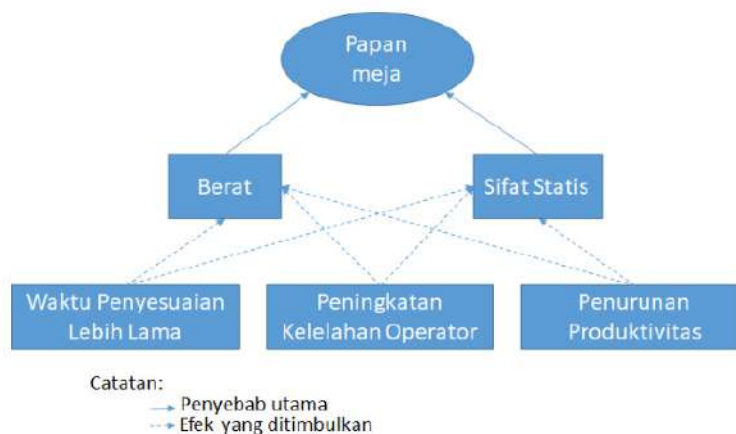 Papan
meja
Berat
Sifat Statis
Waktu Penyesuaian
Lebih Lama
Peningkatan
Kelelahan Operator
Penurunan
Produktivitas
Catatan:
Penyebab utama
Efek yang ditimbulkan